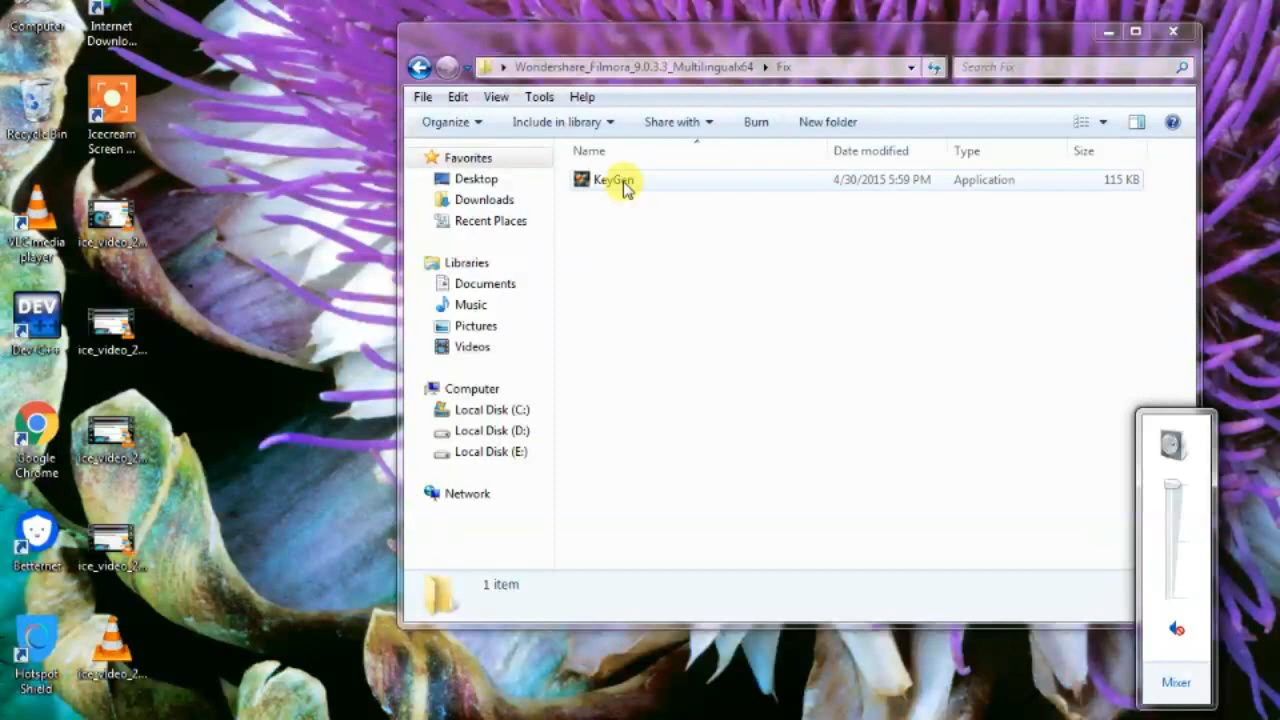 Computer
Internet
Downlo...
Recycle Bin
Icecream
Screen ...
VLC media
player
ice_video_2...
DEV
Dev-C++
ice_video_2...
Google
Chrome
ice_video_2...
Betternet
ice_video_2...
Hotspot
Shield
ice_video_2...
Wondershare_Filmora_9.0.3.3_Multilingualx64
Fix
Search Fix
File
Edit
View
Tools
Help
Organize
Include in library
Share with
Burn
New folder
Favorites
Desktop
Downloads
Recent Places
Libraries
Documents
Music
Pictures
Videos
Computer
Local Disk (C:)
Local Disk (D:)
Local Disk (E:)
Network
Name
Date modified
Type
Size
KeyGen
4/30/2015 5:59 PM
Application
115 KB
1 item
Mixer